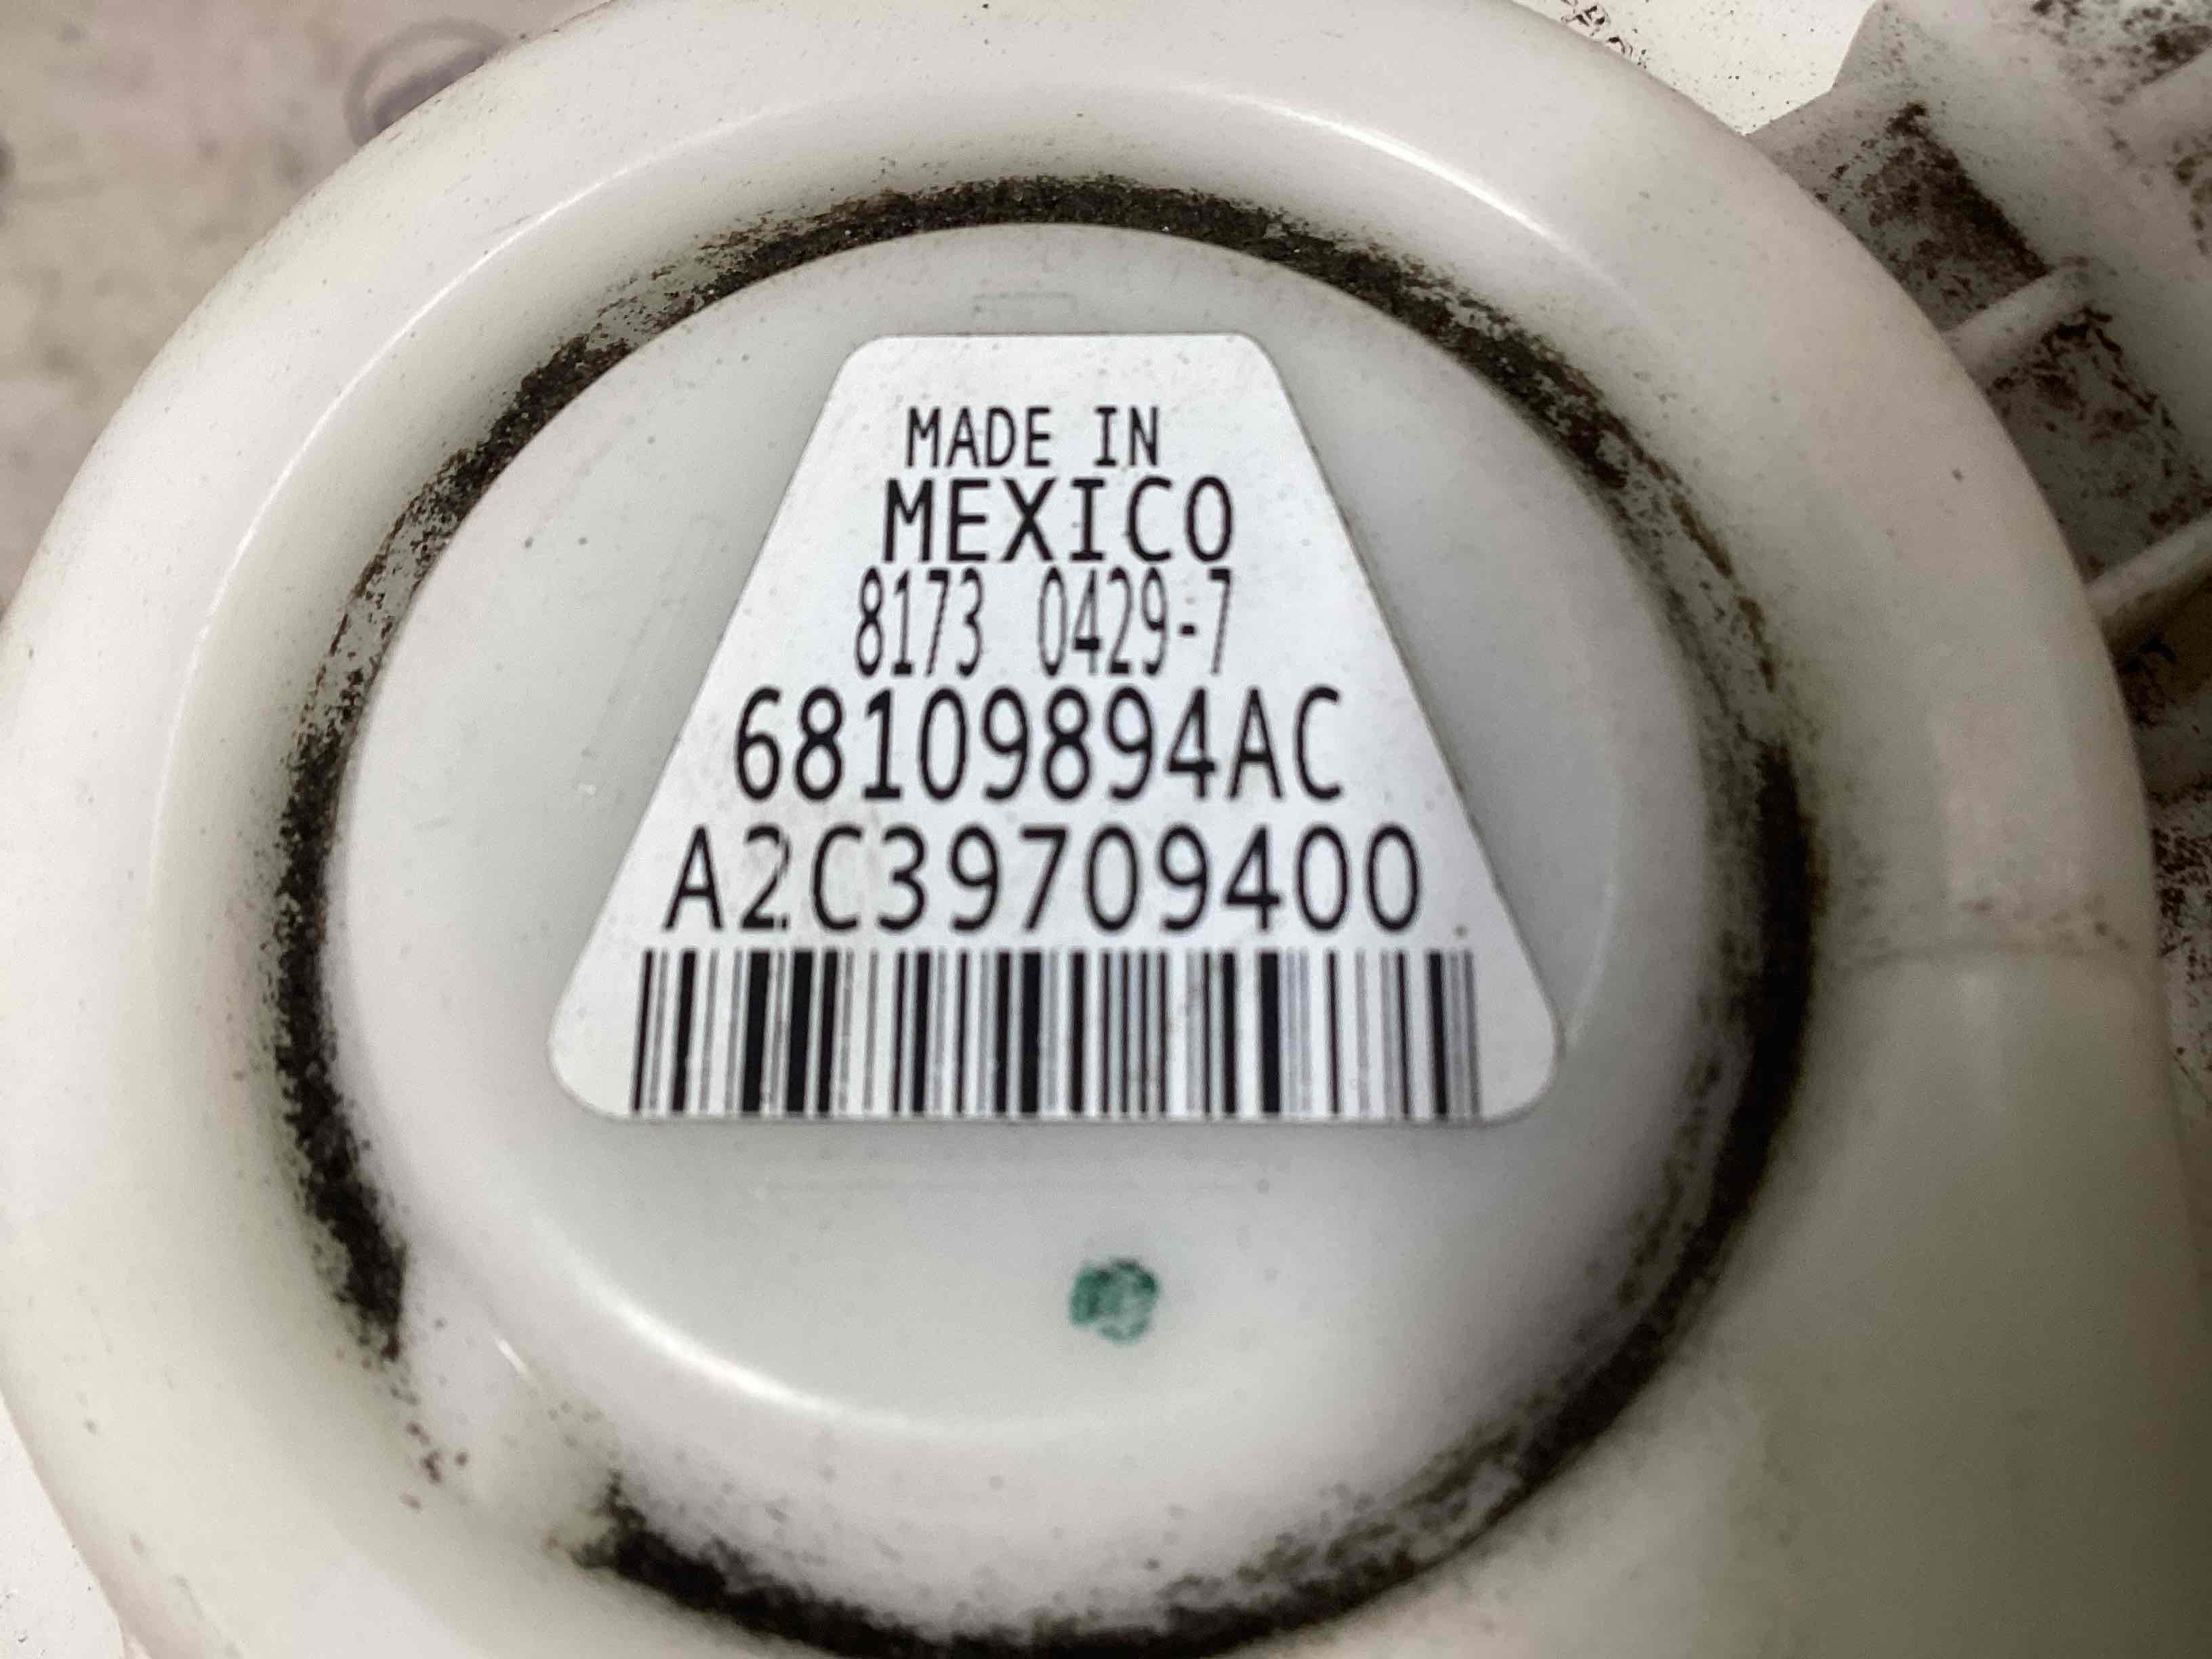 MADE IN
MEXICO
8173 0429-7
68109894AC
A2C39709400